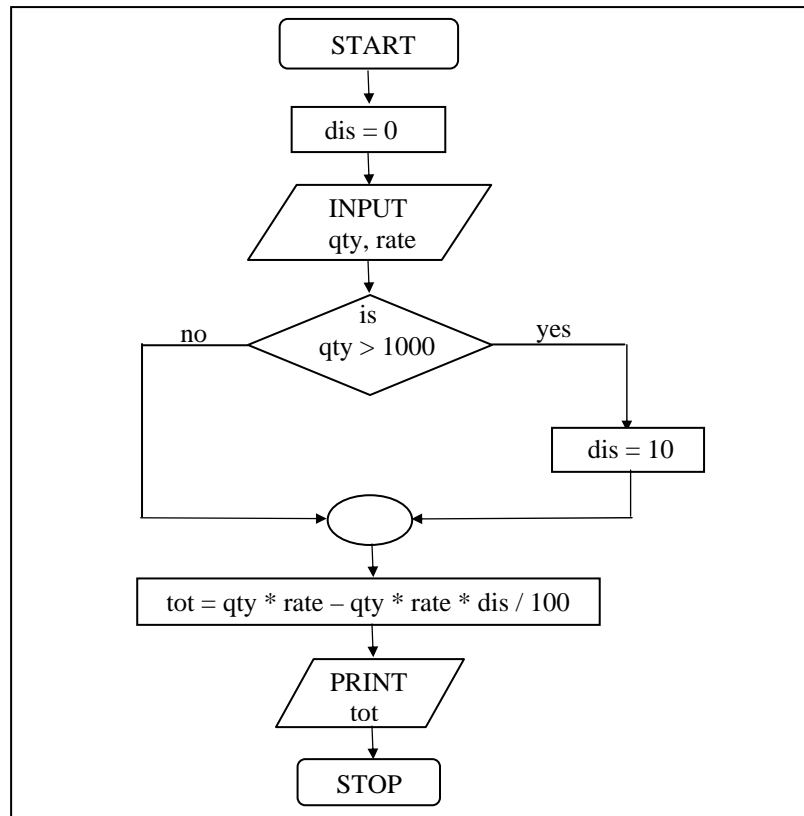 START
dis = 0
INPUT
qty, rate
is
qty > 1000
no
yes
dis = 10
tot = qty * rate – qty * rate * dis / 100
PRINT
tot
STOP